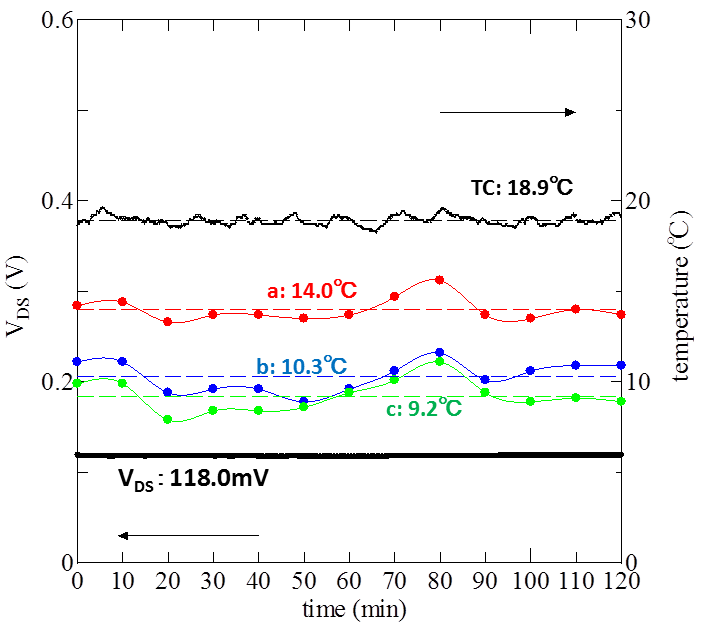 0.6
30
TC: 18.9℃
0.4
20
a: 14.0℃
V_DS (V)
temperature (℃)
b: 10.3℃
0.2
10
c: 9.2℃
V_DS : 118.0mV
0
0
0 10 20 30 40 50 60 70 80 90 100 110 120
time (min)